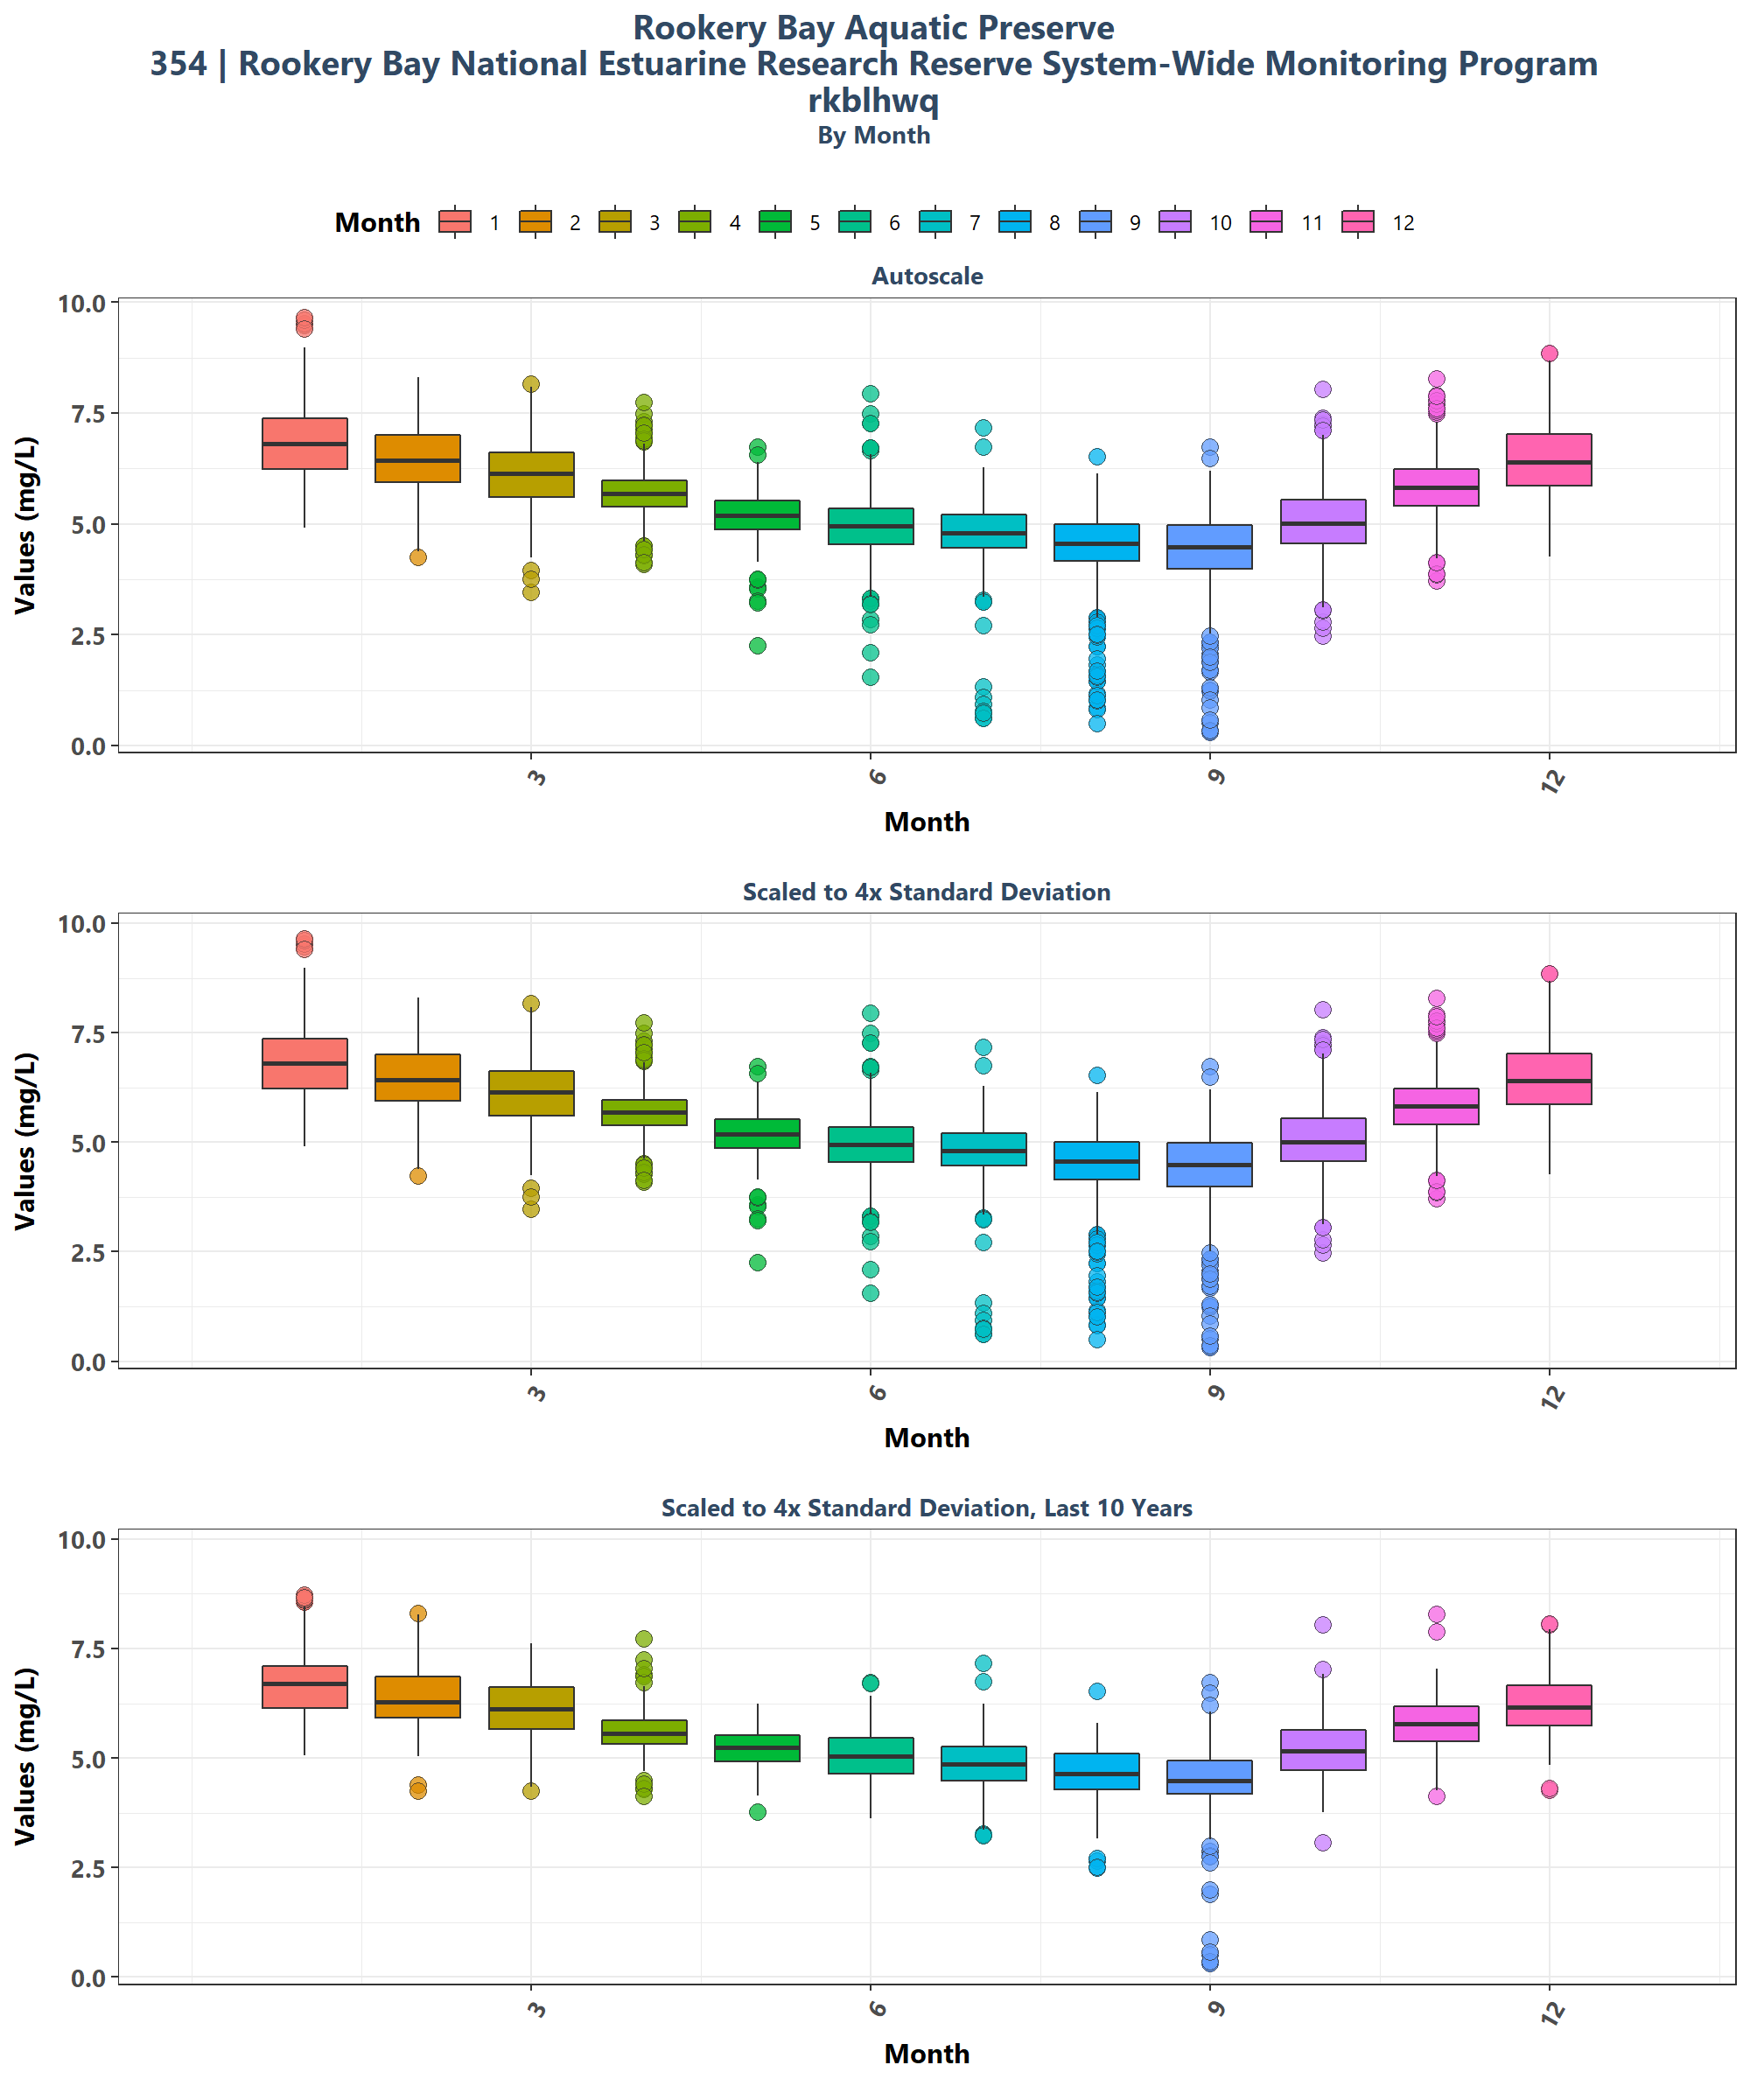 Rookery Bay Aquatic Preserve
354 | Rookery Bay National Estuarine Research Reserve System-Wide Monitoring Program
rkblhwq
By Month
Month 1 2 3 4 5 6 7 8 9 10 11 12
Autoscale
Values (mg/L)
10.0
7.5
5.0
2.5
0.0
3 6 9 12
Month
Scaled to 4x Standard Deviation
Values (mg/L)
10.0
7.5
5.0
2.5
0.0
3 6 9 12
Month
Scaled to 4x Standard Deviation, Last 10 Years
Values (mg/L)
10.0
7.5
5.0
2.5
0.0
3 6 9 12
Month